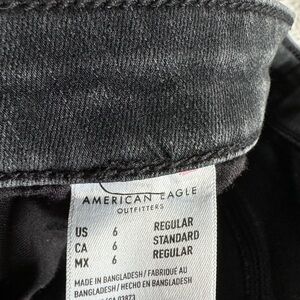 AMERICAN EAGLE
OUTFITTERS
US 6 REGULAR
CA 6 STANDARD
MX 6 REGULAR
MADE IN BANGLADESH/FABRIQUÉ AU
BANGLADESH/HECHO EN BANGLADESH
03873